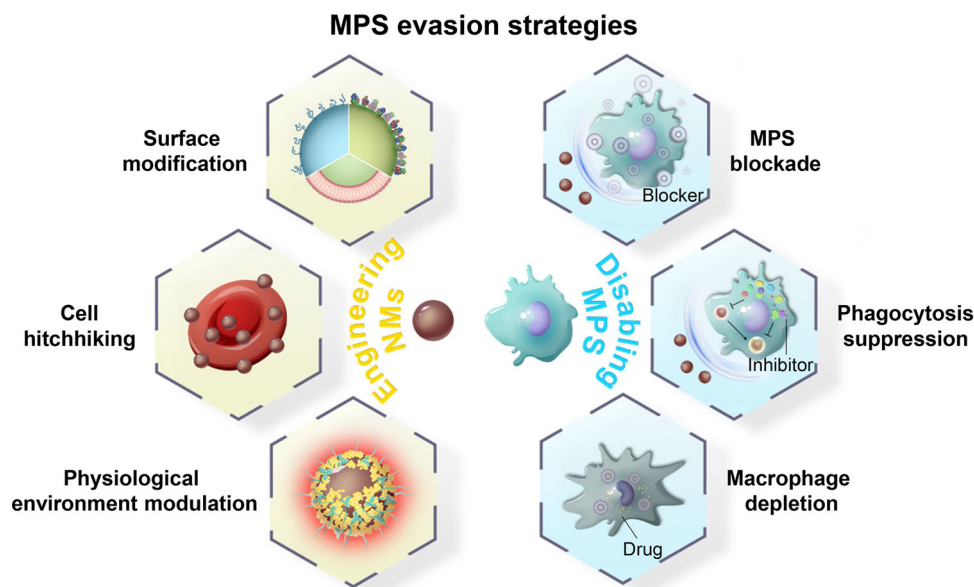 MPS evasion strategies
Surface
modification
MPS
blockade
Blocker
Cell
hitchhiking
Engineering
NMs
Disabling
MPS
Phagocytosis
suppression
Inhibitor
Physiological
environment modulation
Macrophage
depletion
Drug